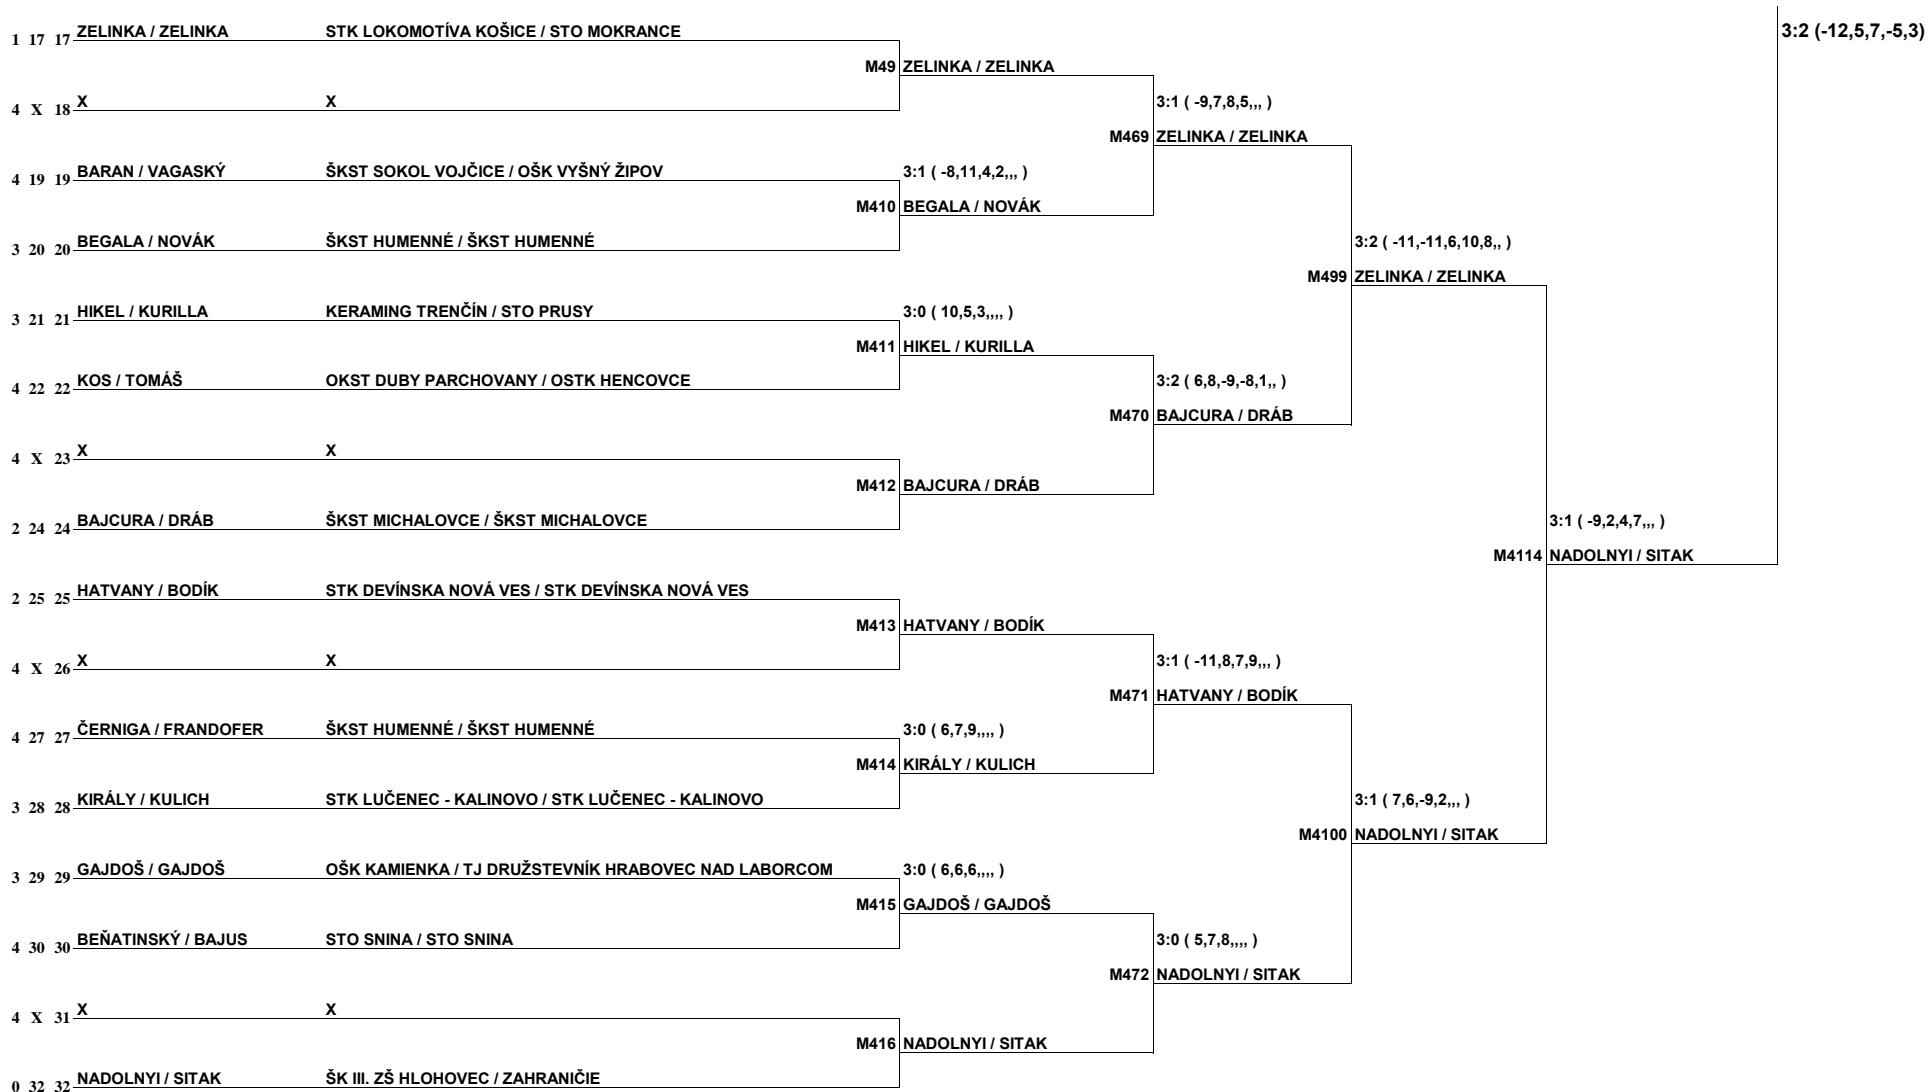 1 17 17 ZELINKA / ZELINKA STK LOKOMOTÍVA KOŠICE / STO MOKRANCE 3:2 (-12,5,7,-5,3)
M49 ZELINKA / ZELINKA
4 X 18 X X 3:1 ( -9,7,8,5,,, )
M469 ZELINKA / ZELINKA
4 19 19 BARAN / VAGASKÝ ŠKST SOKOL VOJČICE / OŠK VYŠNÝ ŽIPOV 3:1 ( -8,11,4,2,,, )
M410 BEGALA / NOVÁK
3 20 20 BEGALA / NOVÁK ŠKST HUMENNÉ / ŠKST HUMENNÉ 3:2 ( -11,-11,6,10,8,, )
M499 ZELINKA / ZELINKA
3 21 21 HIKEL / KURILLA KERAMING TRENČÍN / STO PRUSY 3:0 ( 10,5,3,,,, )
M411 HIKEL / KURILLA
4 22 22 KOS / TOMÁŠ OKST DUBY PARCHOVANY / OSTK HENCOVCE 3:2 ( 6,8,-9,-8,1,, )
M470 BAJCURA / DRÁB
4 X 23 X X
M412 BAJCURA / DRÁB
2 24 24 BAJCURA / DRÁB ŠKST MICHALOVCE / ŠKST MICHALOVCE 3:1 ( -9,2,4,7,,, )
M4114 NADOLNYI / SITAK
2 25 25 HATVANY / BODÍK STK DEVÍNSKA NOVÁ VES / STK DEVÍNSKA NOVÁ VES
M413 HATVANY / BODÍK
4 X 26 X X 3:1 ( -11,8,7,9,,, )
M471 HATVANY / BODÍK
4 27 27 ČERNIGA / FRANDOFER ŠKST HUMENNÉ / ŠKST HUMENNÉ 3:0 ( 6,7,9,,,, )
M414 KIRÁLY / KULICH
3 28 28 KIRÁLY / KULICH STK LUČENEC - KALINOVO / STK LUČENEC - KALINOVO 3:1 ( 7,6,-9,2,,, )
M4100 NADOLNYI / SITAK
3 29 29 GAJDOŠ / GAJDOŠ OŠK KAMIENKA / TJ DRUŽSTEVNÍK HRABOVEC NAD LABORCOM 3:0 ( 6,6,6,,,, )
M415 GAJDOŠ / GAJDOŠ
4 30 30 BEŇATINSKÝ / BAJUS STO SNINA / STO SNINA 3:0 ( 5,7,8,,,, )
M472 NADOLNYI / SITAK
4 X 31 X X
M416 NADOLNYI / SITAK
0 32 32 NADOLNYI / SITAK ŠK III. ZŠ HLOHOVEC / ZAHRANIČIE